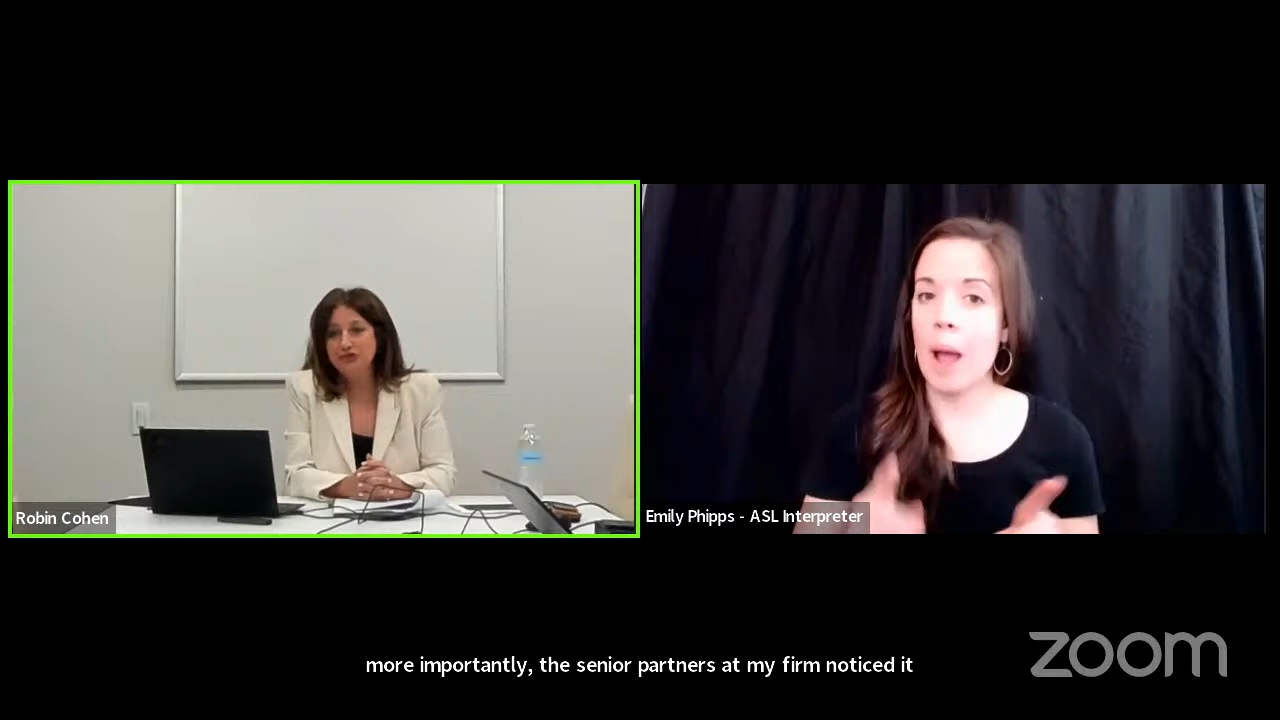 Robin Cohen
Emily Phipps - ASL Interpreter
more importantly, the senior partners at my firm noticed it
zoom